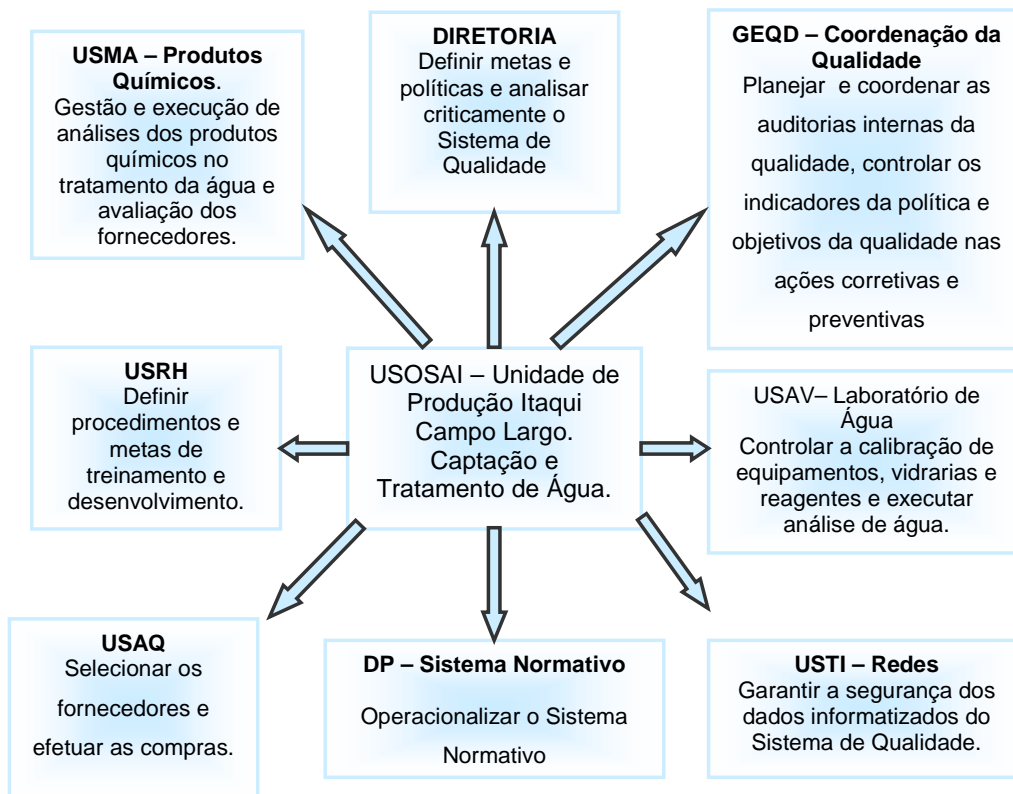 USMA – Produtos
Químicos.
Gestão e execução de
análises dos produtos
químicos no
tratamento da água e
avaliação dos
fornecedores.
DIRETORIA
Definir metas e
políticas e analisar
criticamente o
Sistema de
Qualidade
GEQD – Coordenação da
Qualidade
Planejar e coordenar as
auditorias internas da
qualidade, controlar os
indicadores da política e
objetivos da qualidade nas
ações corretivas e
preventivas
USRH
Definir
procedimentos e
metas de
treinamento e
desenvolvimento.
USOSAI – Unidade de
Produção Itaqui
Campo Largo.
Captação e
Tratamento de Água.
USAV– Laboratório de
Água
Controlar a calibração de
equipamentos, vidrarias e
reagentes e executar
análise de água.
USAQ
Selecionar os
fornecedores e
efetuar as compras.
DP – Sistema Normativo
Operacionalizar o Sistema
Normativo
USTI – Redes
Garantir a segurança dos
dados informatizados do
Sistema de Qualidade.